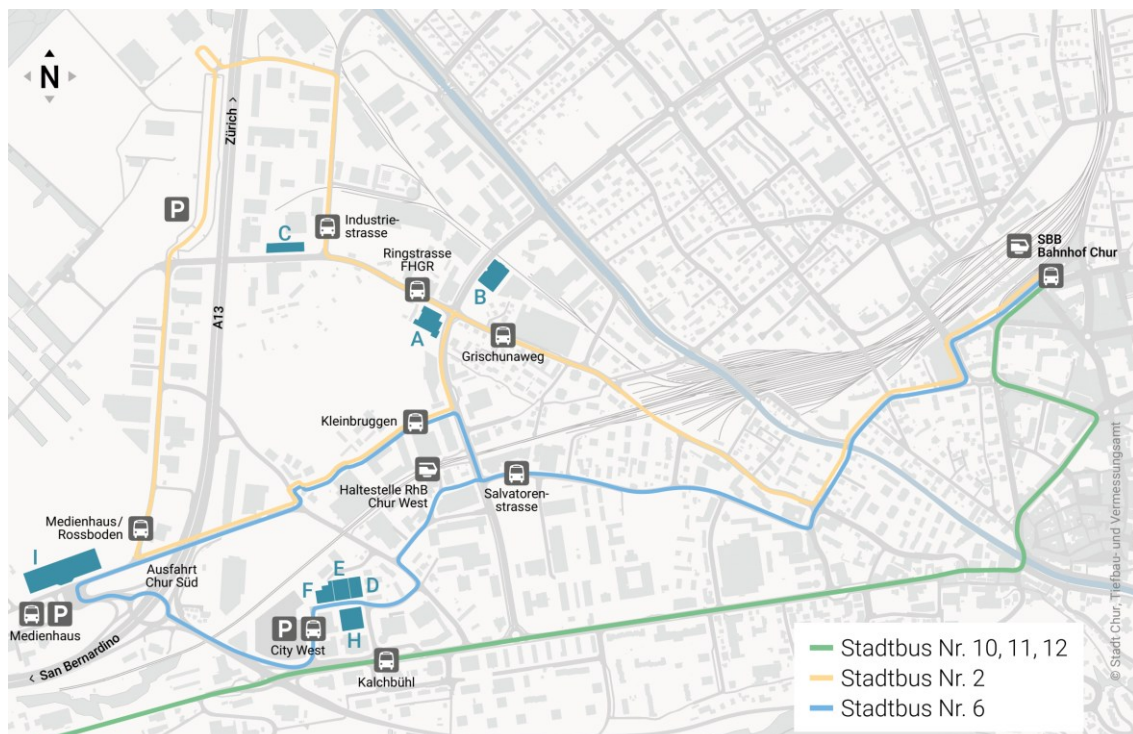 N
Zürich >
P
Industrie-
strasse
C
SBB
Bahnhof Chur
Ringstrasse
FHGR
B
A13
A
Grischunaweg
Kleinbruggen
Haltestelle RhB
Chur West
Salvatoren-
strasse
Medienhaus/
Rossboden
I
Ausfahrt
Chur Süd
E
F
D
H
P
Medienhaus
P
City West
< San Bernardino
Kalchbühl
Stadtbus Nr. 10, 11, 12
Stadtbus Nr. 2
Stadtbus Nr. 6
© Stadt Chur, Tiefbau- und Vermessungsamt